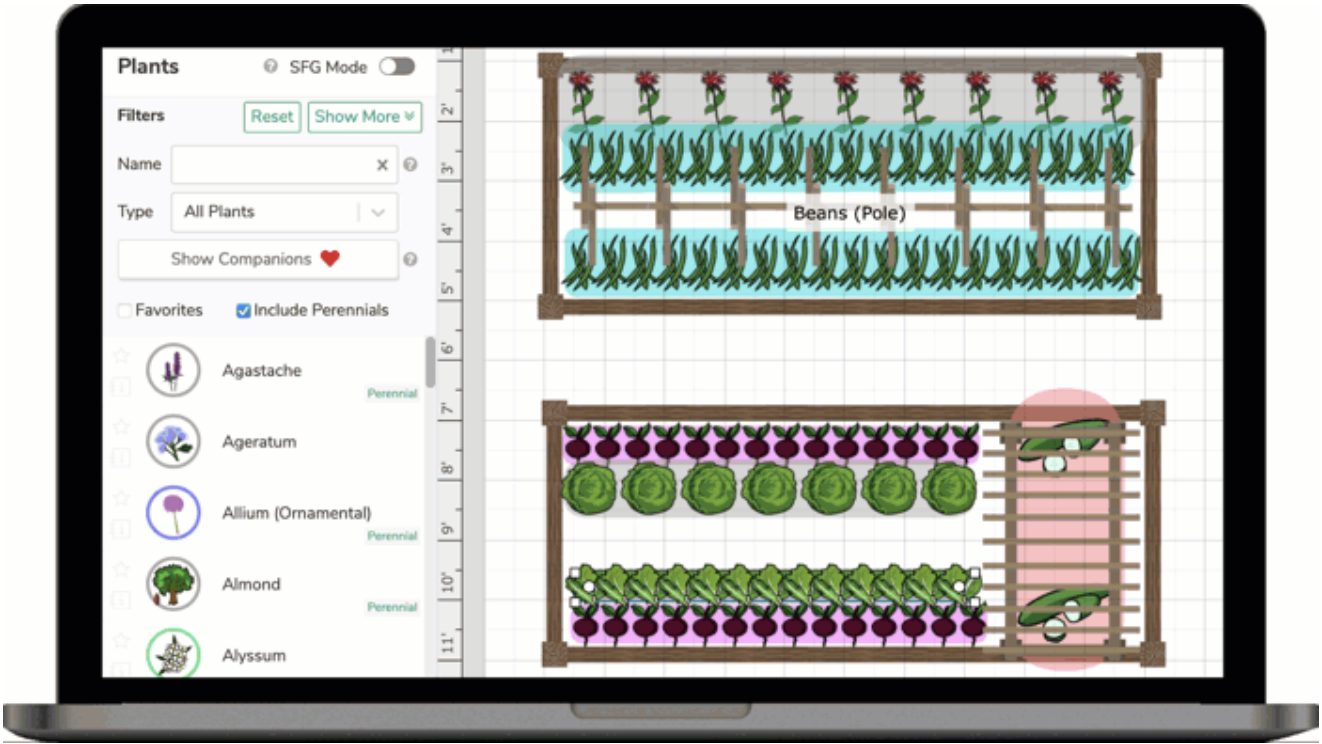 Plants
SFG Mode
Filters
Reset
Show More
Name
Type
All Plants
Show Companions
Favorites
Include Perennials
Agastache
Perennial
Ageratum
Allium (Ornamental)
Perennial
Almond
Perennial
Alyssum
2'
3'
4'
5'
6'
7'
8'
9'
10'
11'
Beans (Pole)